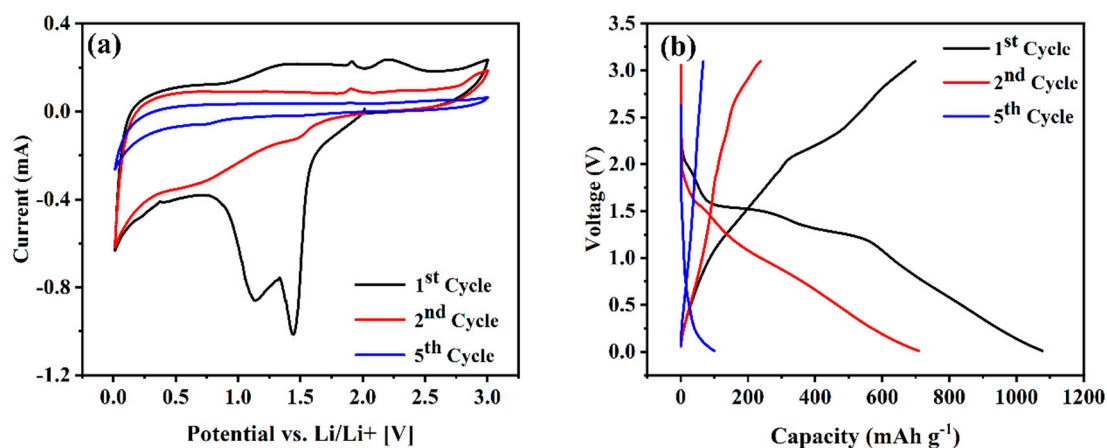 (a)
0.4
0.0
-0.4
-0.8
-1.2
Current (mA)
1st Cycle
2nd Cycle
5th Cycle
0.0 0.5 1.0 1.5 2.0 2.5 3.0
Potential vs. Li/Li+ [V]
(b)
3.5
3.0
2.5
2.0
1.5
1.0
0.5
0.0
Voltage (V)
1st Cycle
2nd Cycle
5th Cycle
0 200 400 600 800 1000 1200
Capacity (mAh g-1)